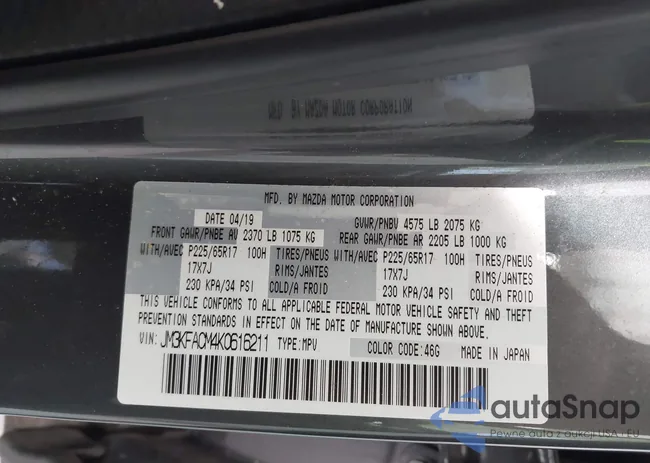 MFD. BY MAZDA MOTOR CORPORATION
DATE 04/19 GVWR/PNBV 4575 LB 2075 KG
FRONT GAWR/PNBE AV 2370 LB 1075 KG REAR GAWR/PNBE AR 2205 LB 1000 KG
WITH/AVEC P225/65R17 100H TIRES/PNEUS WITH/AVEC P225/65R17 100H TIRES/PNEUS
17X7J RIMS/JANTES 17X7J RIMS/JANTES
230 KPA/34 PSI COLD/A FROID 230 KPA/34 PSI COLD/A FROID
THIS VEHICLE CONFORMS TO ALL APPLICABLE FEDERAL MOTOR VEHICLE SAFETY AND THEFT
PREVENTION STANDARDS IN EFFECT ON THE DATE OF MANUFACTURE SHOWN ABOVE.
VIN: JM3KFACM4K0616211 TYPE:MPV COLOR CODE:46G MADE IN JAPAN
autaSnap
Pewne auta z aukcji USA i EU